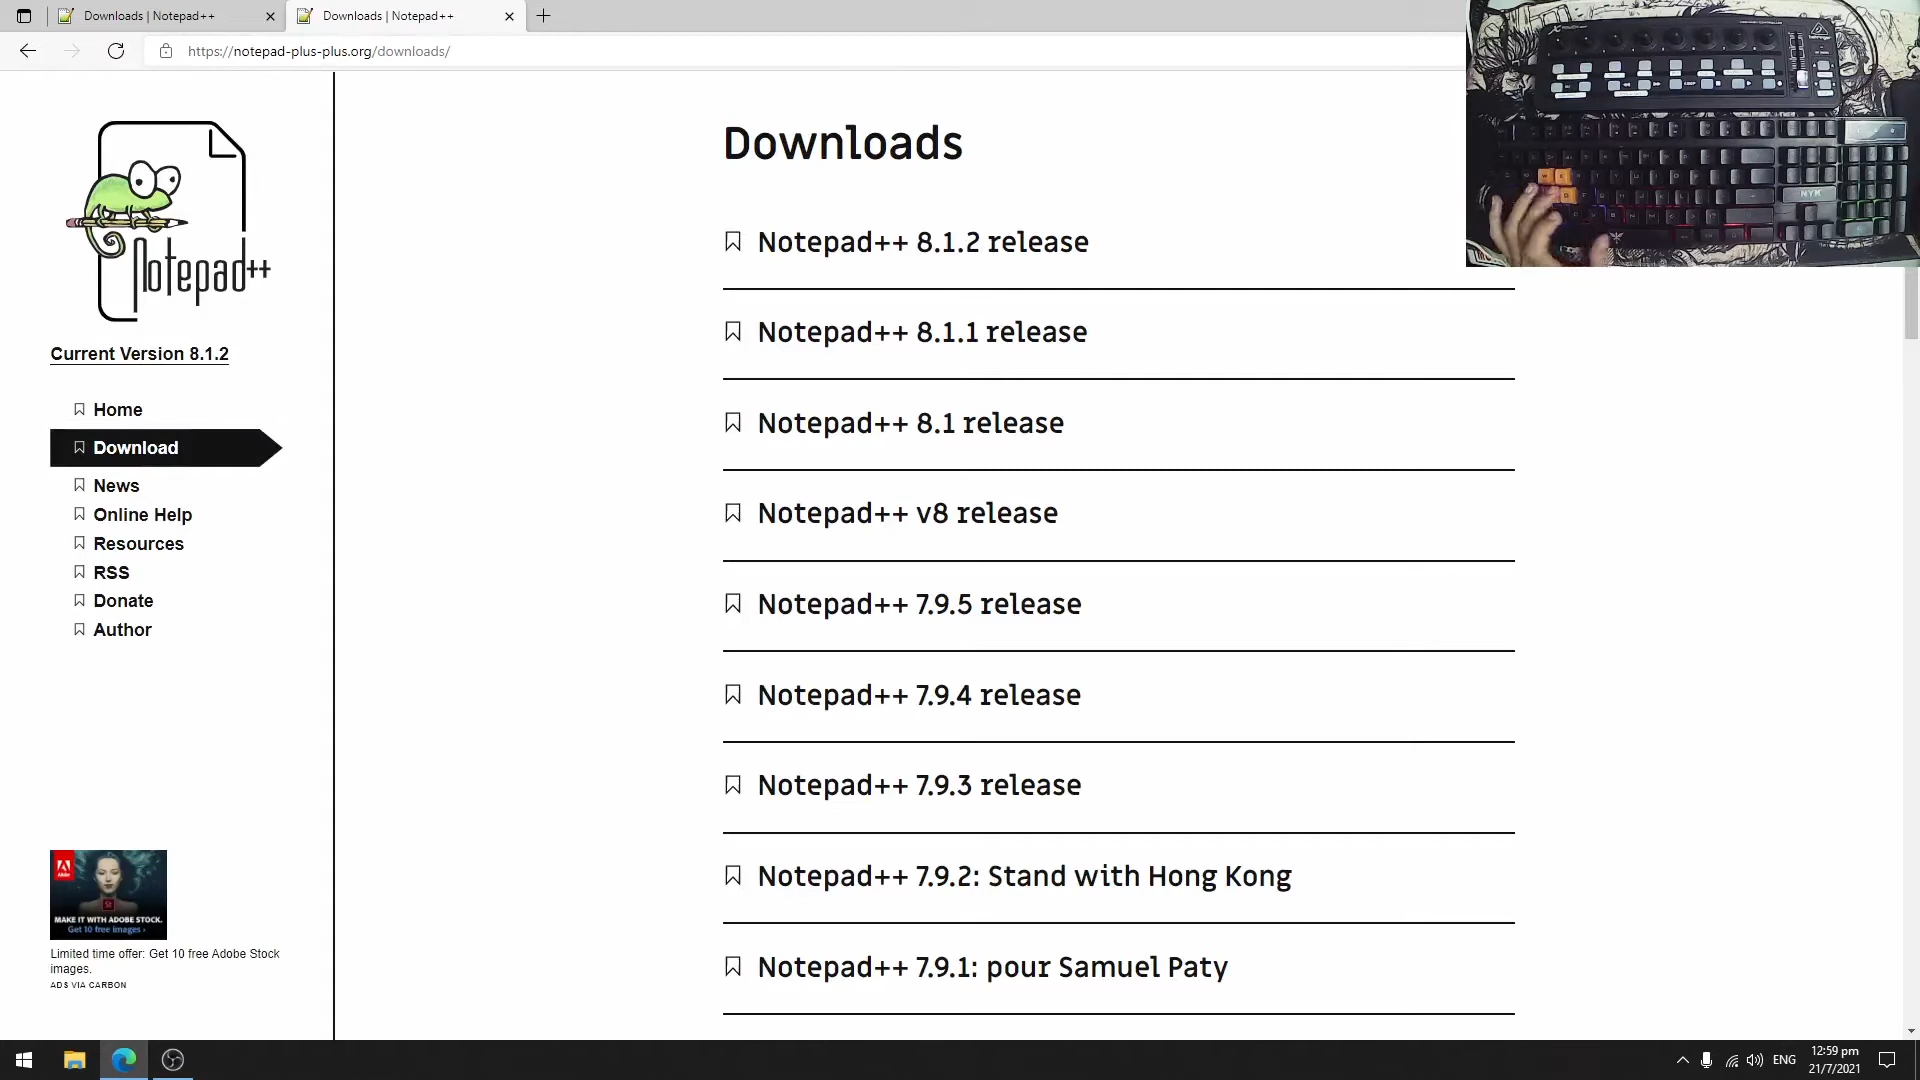 Downloads | Notepad++
Downloads | Notepad++
https://notepad-plus-plus.org/downloads/
Notepad++
Current Version 8.1.2
Home
Download
News
Online Help
Resources
RSS
Donate
Author
Adobe
St
MAKE IT WITH ADOBE STOCK.
Get 10 free images ›
Limited time offer: Get 10 free Adobe Stock
images.
ADS VIA CARBON
Downloads
Notepad++ 8.1.2 release
Notepad++ 8.1.1 release
Notepad++ 8.1 release
Notepad++ v8 release
Notepad++ 7.9.5 release
Notepad++ 7.9.4 release
Notepad++ 7.9.3 release
Notepad++ 7.9.2: Stand with Hong Kong
Notepad++ 7.9.1: pour Samuel Paty
behringer
NYK
ENG
12:59 pm
21/7/2021